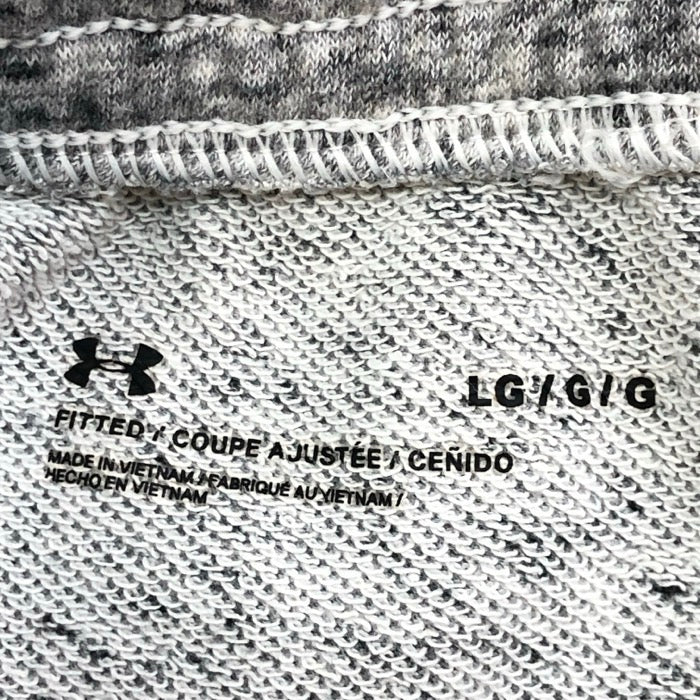 LG / G / G
FITTED / COUPE AJUSTÉE / CEÑIDO
MADE IN VIETNAM / FABRIQUÉ AU VIETNAM /
HECHO EN VIETNAM